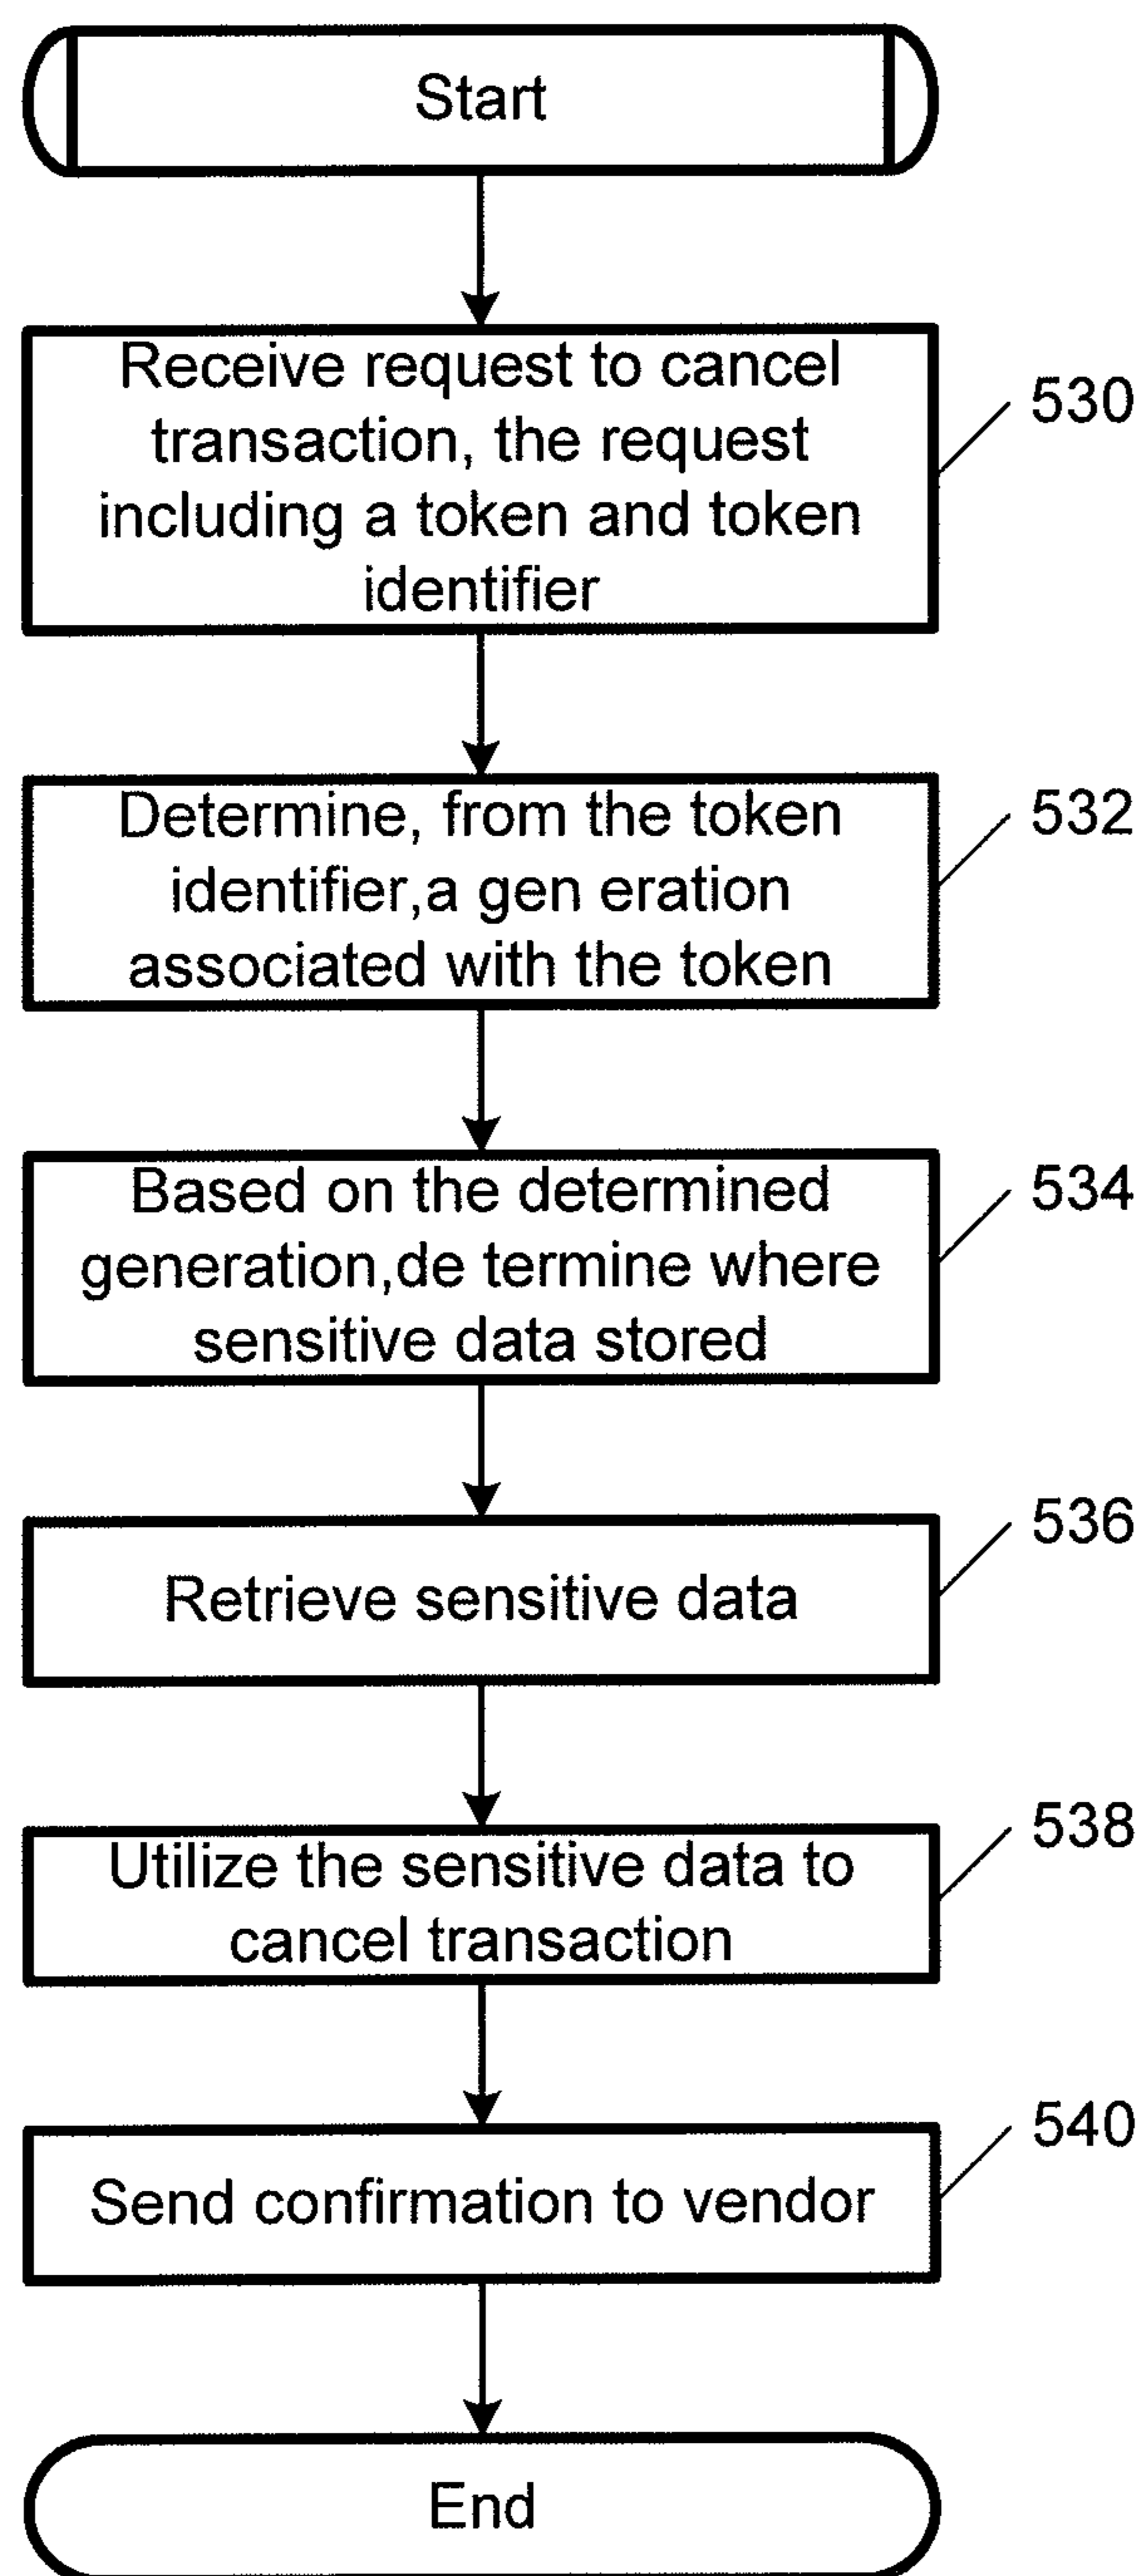 Start
Receive request to cancel
transaction, the request
including a token and token
identifier
530
Determine, from the token
identifier,a gen eration
associated with the token
532
Based on the determined
generation,de termine where
sensitive data stored
534
Retrieve sensitive data
536
Utilize the sensitive data to
cancel transaction
538
Send confirmation to vendor
540
End